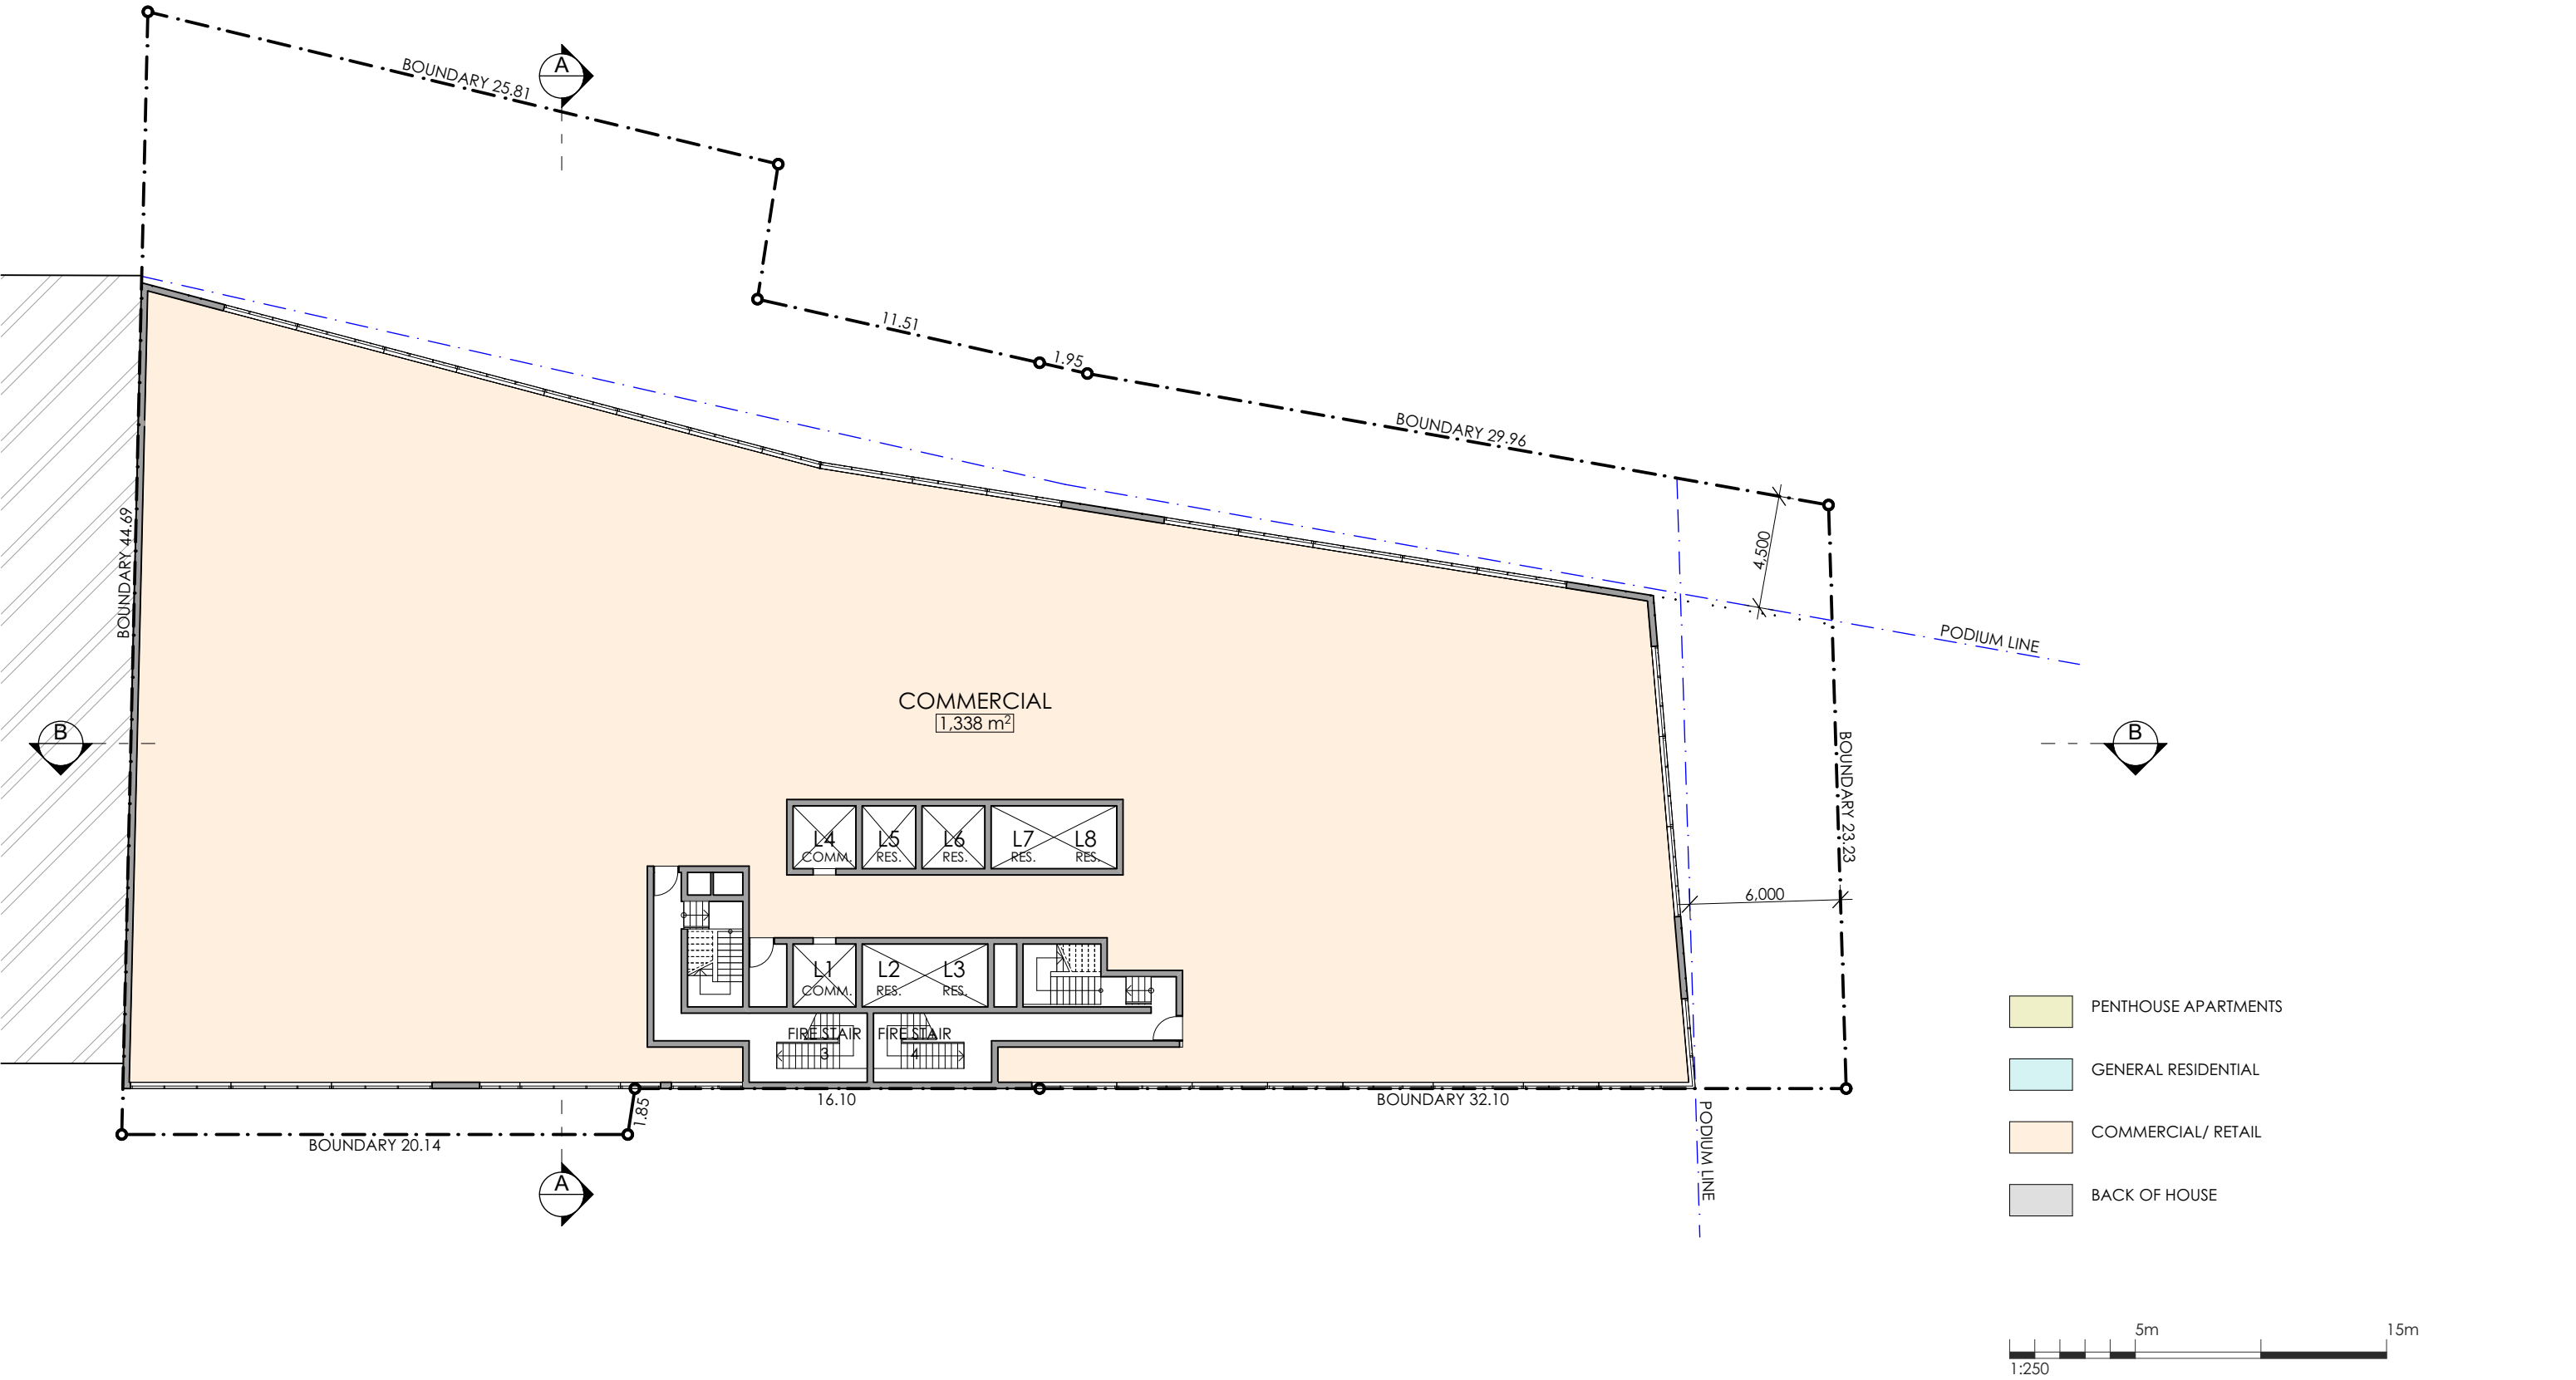 A
BOUNDARY 25.81
11.51
1.95
BOUNDARY 29.96
4,500
PODIUM LINE
BOUNDARY 44.69
COMMERCIAL
1,338 m²
B
B
BOUNDARY 23.23
6,000
L4
COMM.
L5
RES.
L6
RES.
L7
RES.
L8
RES.
L1
COMM.
L2
RES.
L3
RES.
FIRE STAIR
3
FIRE STAIR
4
1.85
16.10
BOUNDARY 32.10
PODIUM LINE
BOUNDARY 20.14
A
PENTHOUSE APARTMENTS
GENERAL RESIDENTIAL
COMMERCIAL/ RETAIL
BACK OF HOUSE
5m
15m
1:250